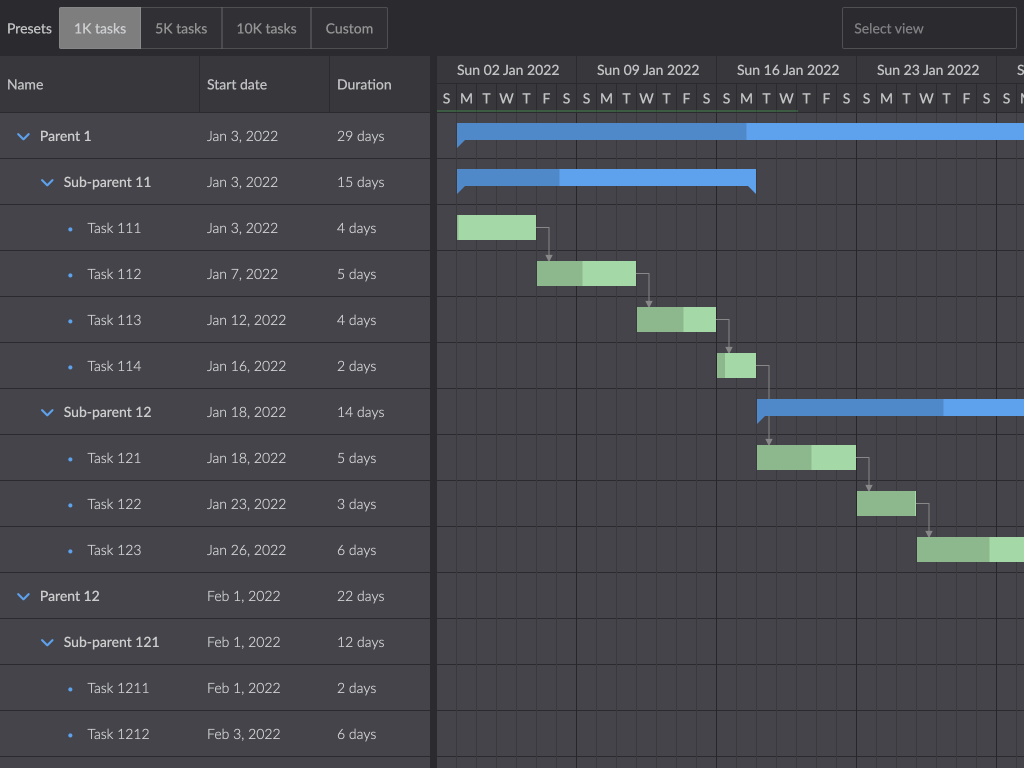 Presets 1K tasks 5K tasks 10K tasks Custom Select view
Name Start date Duration Sun 02 Jan 2022 Sun 09 Jan 2022 Sun 16 Jan 2022 Sun 23 Jan 2022 S
S M T W T F S S M T W T F S S M T W T F S S M T W T F S S M
Parent 1 Jan 3, 2022 29 days
Sub-parent 11 Jan 3, 2022 15 days
Task 111 Jan 3, 2022 4 days
Task 112 Jan 7, 2022 5 days
Task 113 Jan 12, 2022 4 days
Task 114 Jan 16, 2022 2 days
Sub-parent 12 Jan 18, 2022 14 days
Task 121 Jan 18, 2022 5 days
Task 122 Jan 23, 2022 3 days
Task 123 Jan 26, 2022 6 days
Parent 12 Feb 1, 2022 22 days
Sub-parent 121 Feb 1, 2022 12 days
Task 1211 Feb 1, 2022 2 days
Task 1212 Feb 3, 2022 6 days